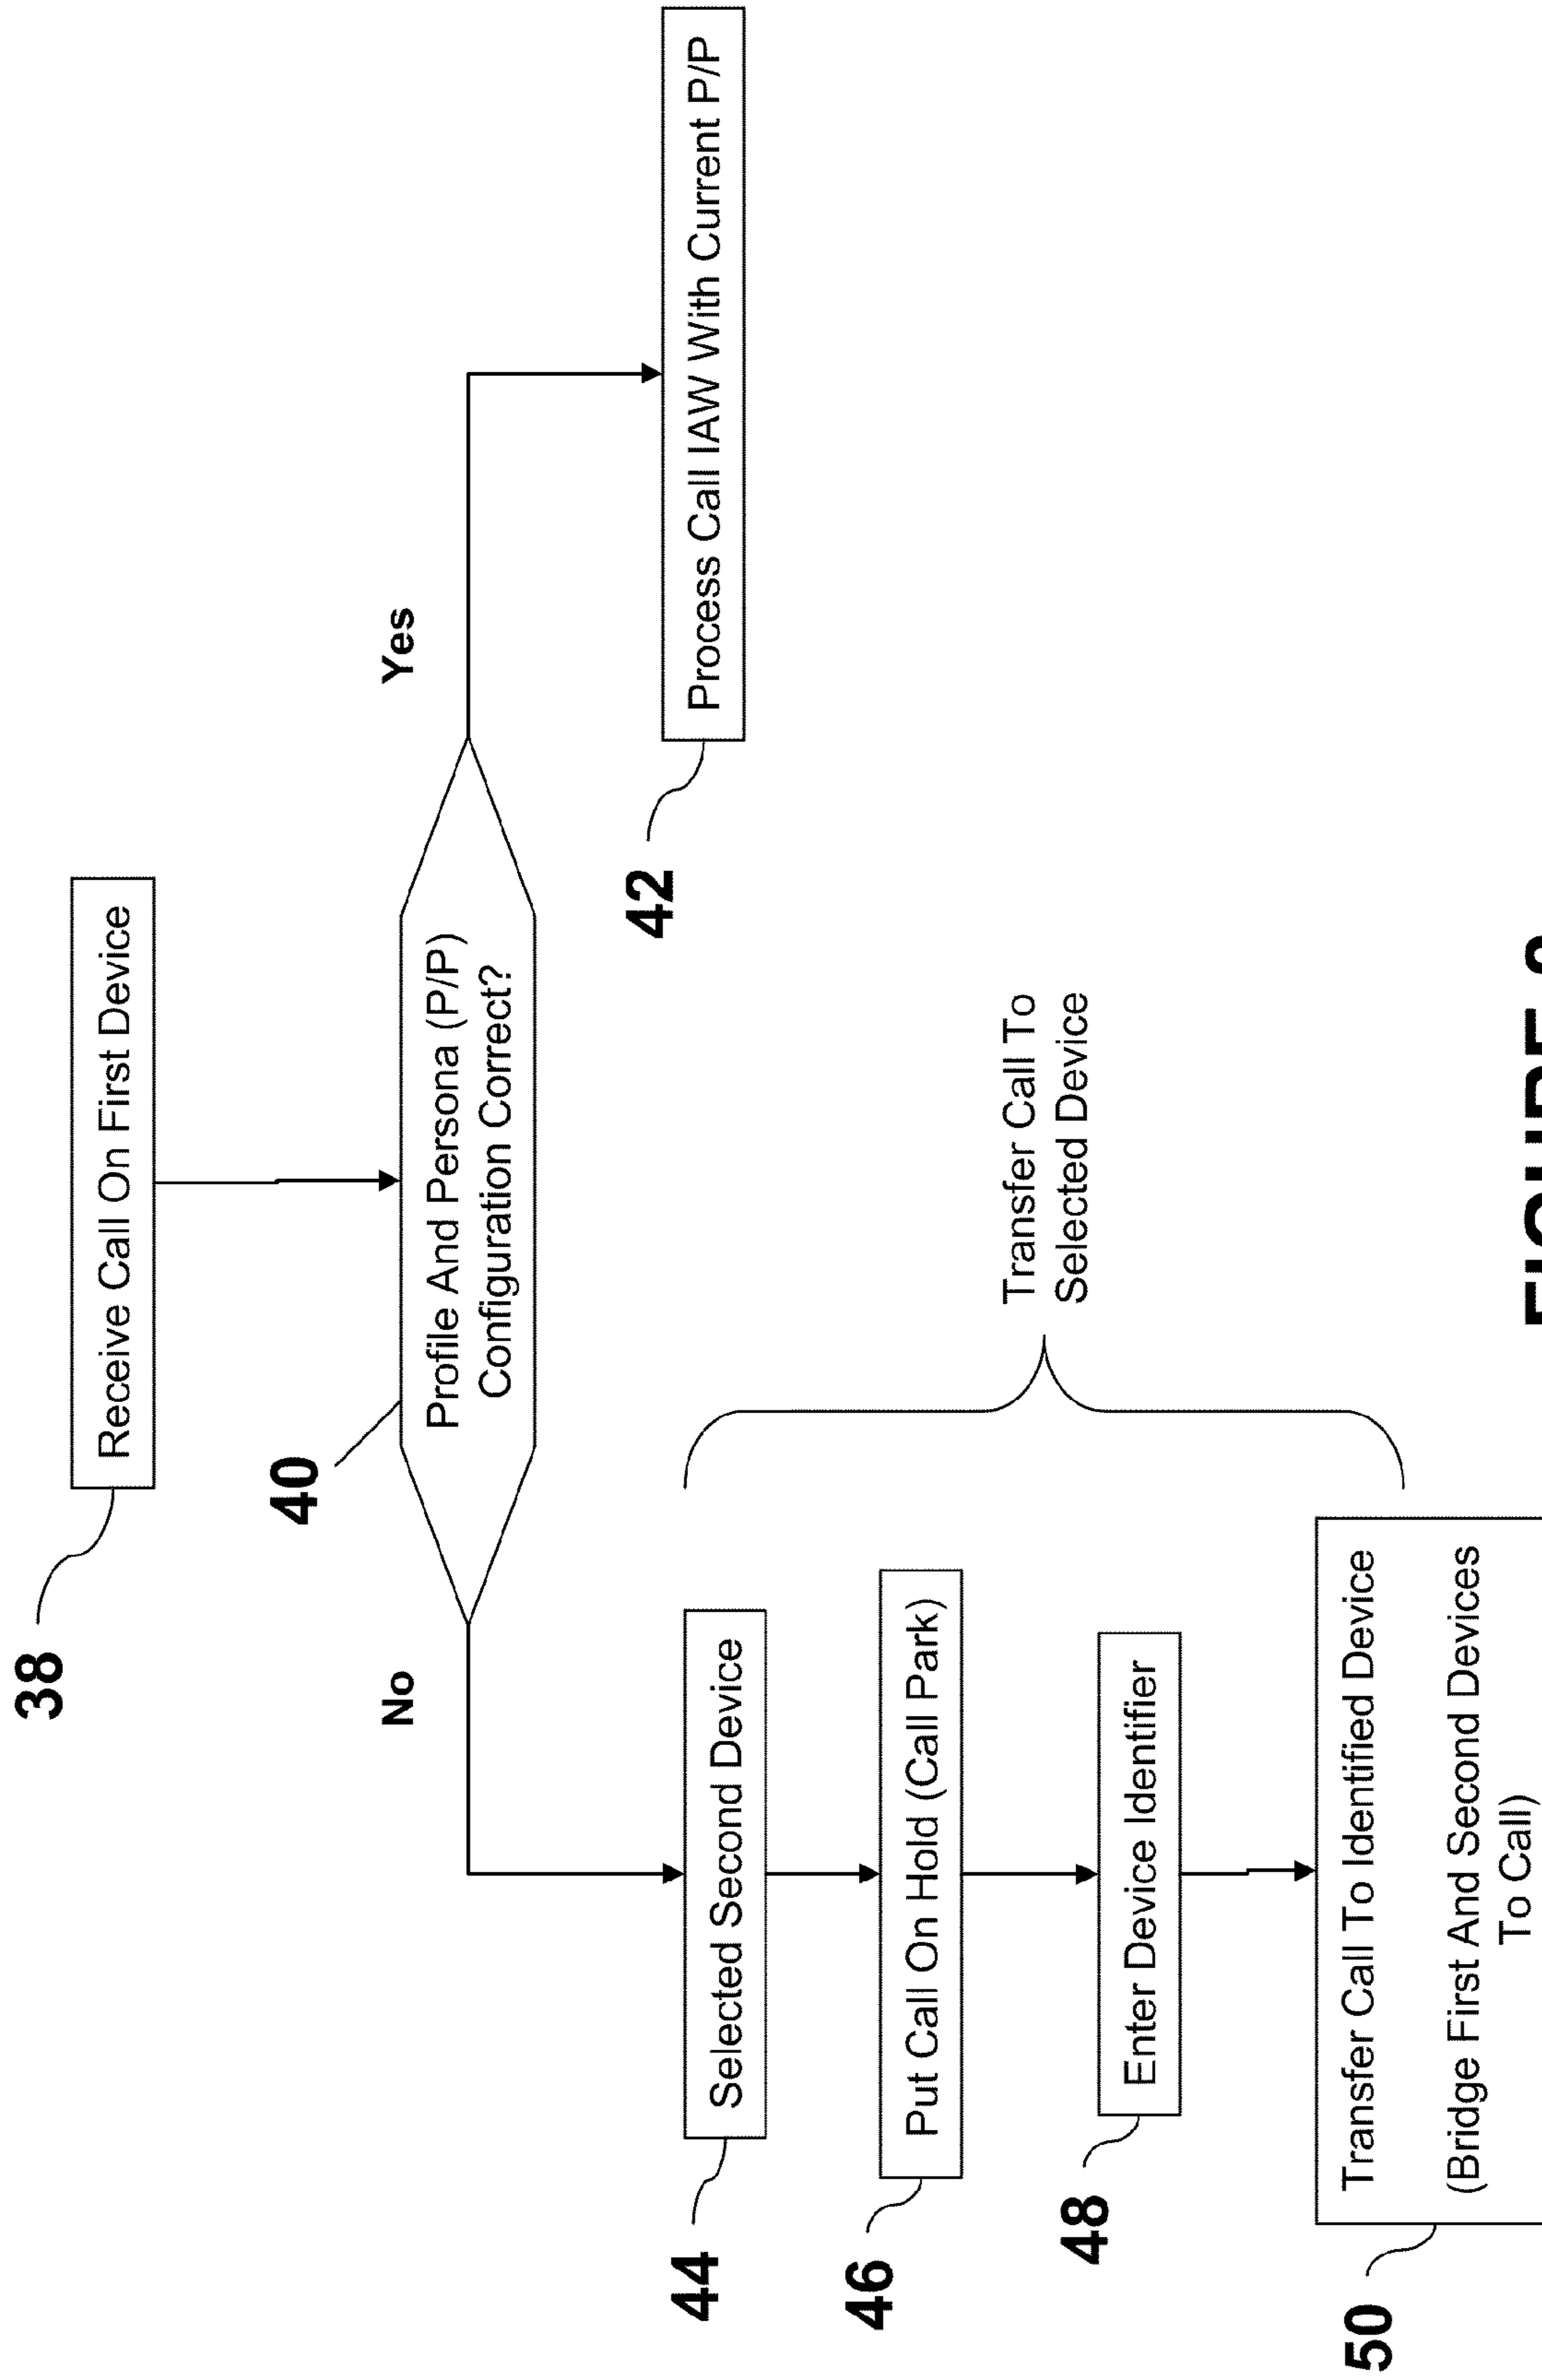 38
Receive Call On First Device
40
Profile And Persona (P/P)
Configuration Correct?
No
Yes
42
Process Call IAW With Current P/P
44
Selected Second Device
46
Put Call On Hold (Call Park)
48
Enter Device Identifier
Transfer Call To
Selected Device
50
Transfer Call To Identified Device
(Bridge First And Second Devices
To Call)
FIGURE